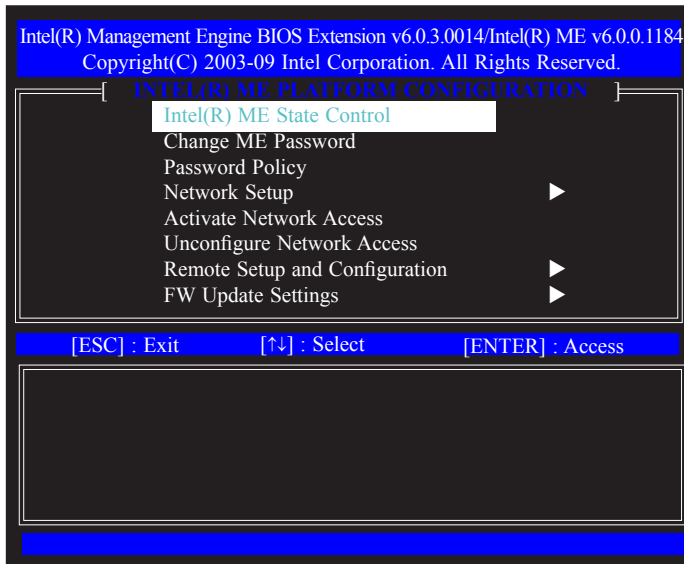 Intel(R) Management Engine BIOS Extension v6.0.3.0014/Intel(R) ME v6.0.0.1184
Copyright(C) 2003-09 Intel Corporation. All Rights Reserved.
[ INTEL(R) ME PLATFORM CONFIGURATION ]
Intel(R) ME State Control
Change ME Password
Password Policy
Network Setup ▶
Activate Network Access
Unconfigure Network Access
Remote Setup and Configuration ▶
FW Update Settings ▶
[ESC] : Exit [↑↓] : Select [ENTER] : Access